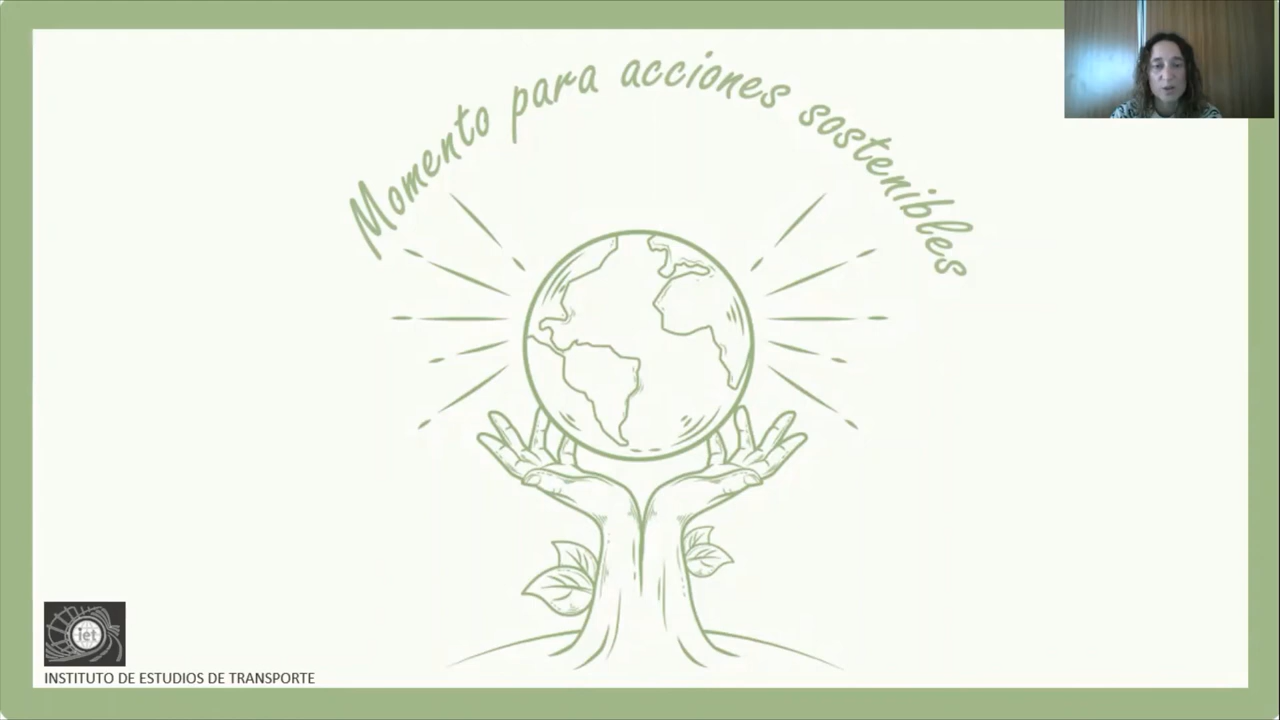 Momento para acciones sostenibles
iet
INSTITUTO DE ESTUDIOS DE TRANSPORTE